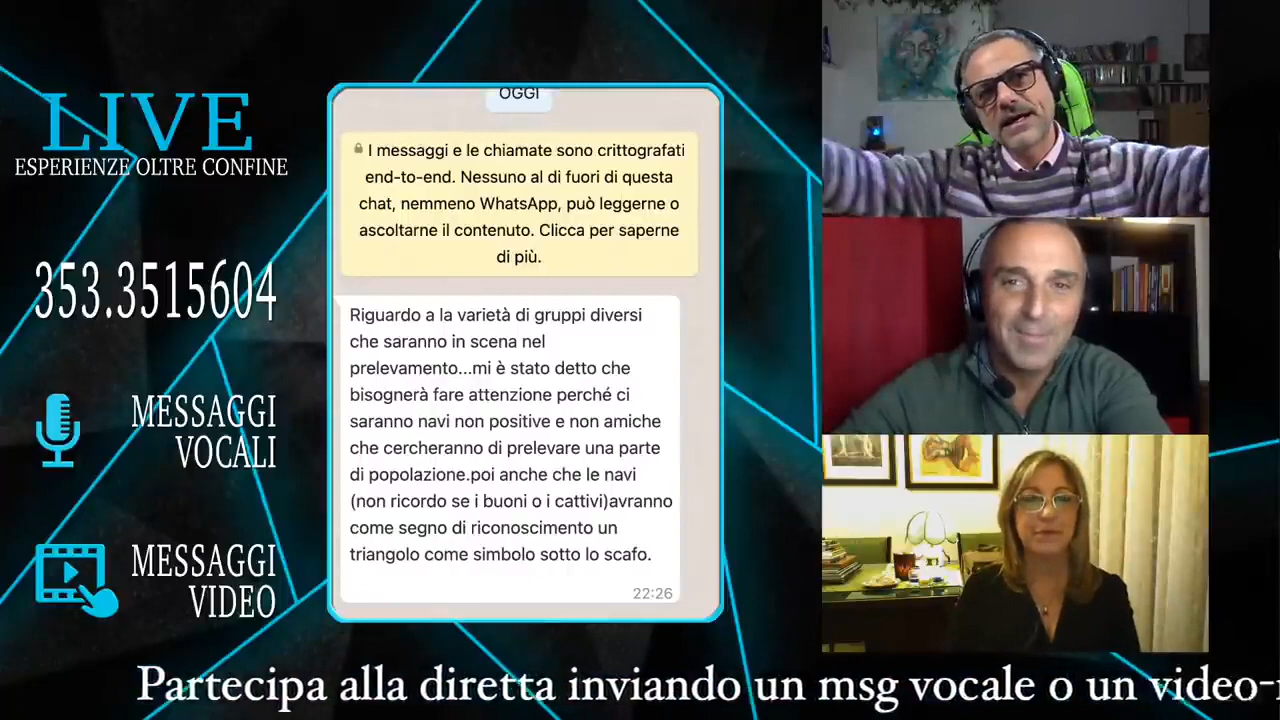 LIVE
ESPERIENZE OLTRE CONFINE
353.3515604
MESSAGGI
VOCALI
MESSAGGI
VIDEO
OGGI
I messaggi e le chiamate sono crittografati
end-to-end. Nessuno al di fuori di questa
chat, nemmeno WhatsApp, può leggerne o
ascoltarne il contenuto. Clicca per saperne
di più.
Riguardo a la varietà di gruppi diversi
che saranno in scena nel
prelevamento...mi è stato detto che
bisognerà fare attenzione perché ci
saranno navi non positive e non amiche
che cercheranno di prelevare una parte
di popolazione.poi anche che le navi
(non ricordo se i buoni o i cattivi)avranno
come segno di riconoscimento un
triangolo come simbolo sotto lo scafo.
22:26
Partecipa alla diretta inviando un msg vocale o un video-